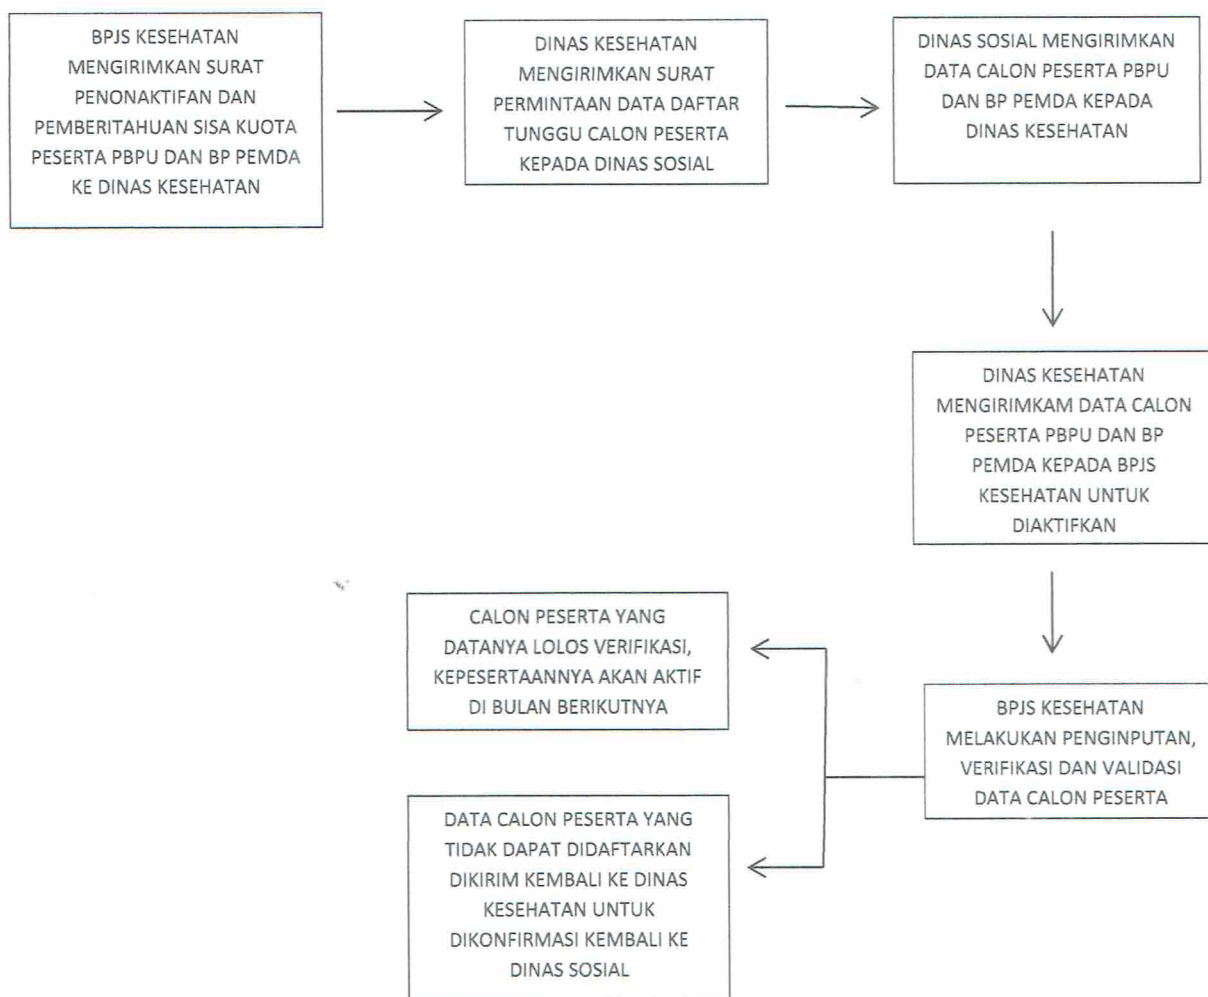 BPJS KESEHATAN
MENGIRIMKAN SURAT
PENONAKTIFAN DAN
PEMBERITAHUAN SISA KUOTA
PESERTA PBPU DAN BP PEMDA
KE DINAS KESEHATAN
DINAS KESEHATAN
MENGIRIMKAN SURAT
PERMINTAAN DATA DAFTAR
TUNGGU CALON PESERTA
KEPADA DINAS SOSIAL
DINAS SOSIAL MENGIRIMKAN
DATA CALON PESERTA PBPU
DAN BP PEMDA KEPADA
DINAS KESEHATAN
DINAS KESEHATAN
MENGIRIMKAM DATA CALON
PESERTA PBPU DAN BP
PEMDA KEPADA BPJS
KESEHATAN UNTUK
DIAKTIFKAN
BPJS KESEHATAN
MELAKUKAN PENGINPUTAN,
VERIFIKASI DAN VALIDASI
DATA CALON PESERTA
CALON PESERTA YANG
DATANYA LOLOS VERIFIKASI,
KEPESERTAANNYA AKAN AKTIF
DI BULAN BERIKUTNYA
DATA CALON PESERTA YANG
TIDAK DAPAT DIDAFTARKAN
DIKIRIM KEMBALI KE DINAS
KESEHATAN UNTUK
DIKONFIRMASI KEMBALI KE
DINAS SOSIAL